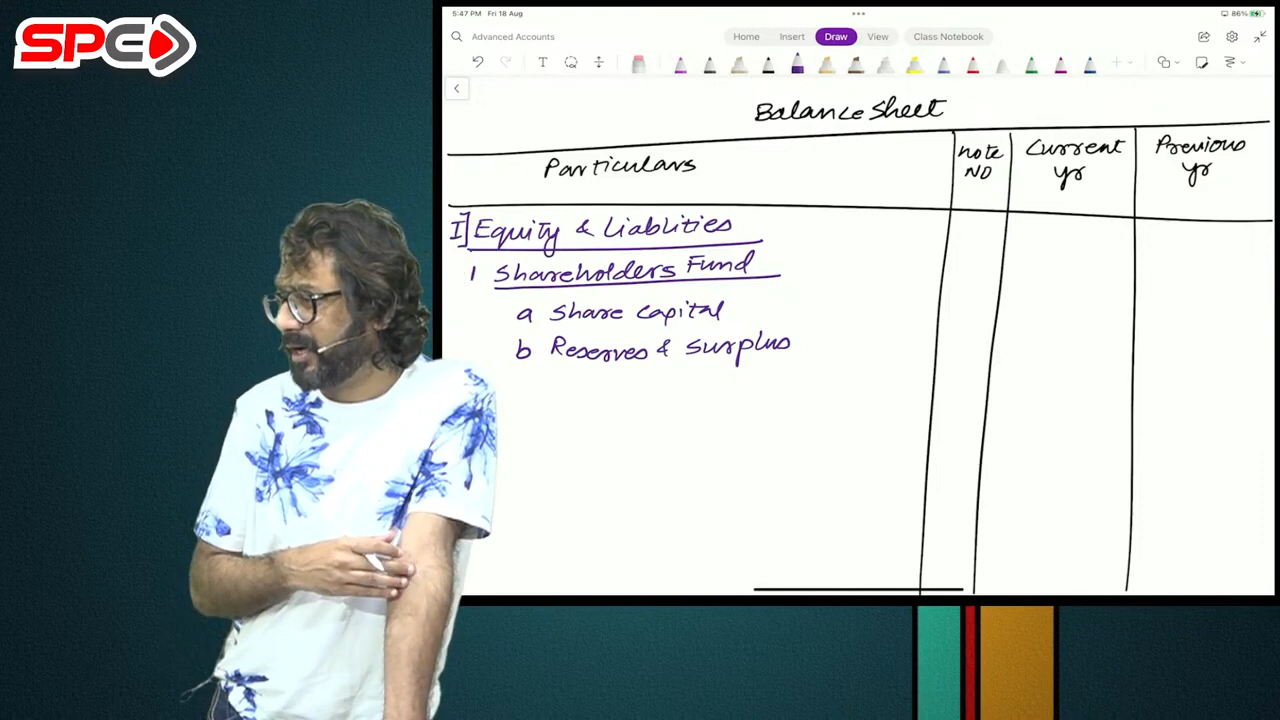 SPE
5:47 PM Fri 18 Aug
86%
Advanced Accounts
Home Insert Draw View Class Notebook
Balance Sheet
Particulars
note NO
Current yr
Previous yr
I] Equity & Liablities
1 Shareholders Fund
a Share Capital
b Reserves & Surplus